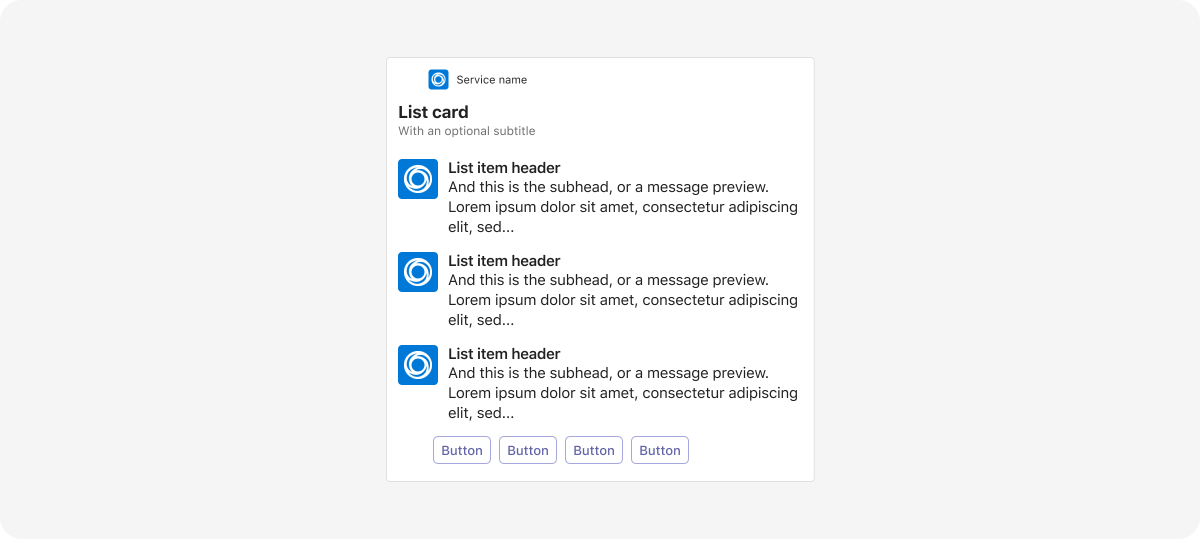 Service name
List card
With an optional subtitle
List item header
And this is the subhead, or a message preview.
Lorem ipsum dolor sit amet, consectetur adipiscing
elit, sed...
List item header
And this is the subhead, or a message preview.
Lorem ipsum dolor sit amet, consectetur adipiscing
elit, sed...
List item header
And this is the subhead, or a message preview.
Lorem ipsum dolor sit amet, consectetur adipiscing
elit, sed...
Button Button Button Button